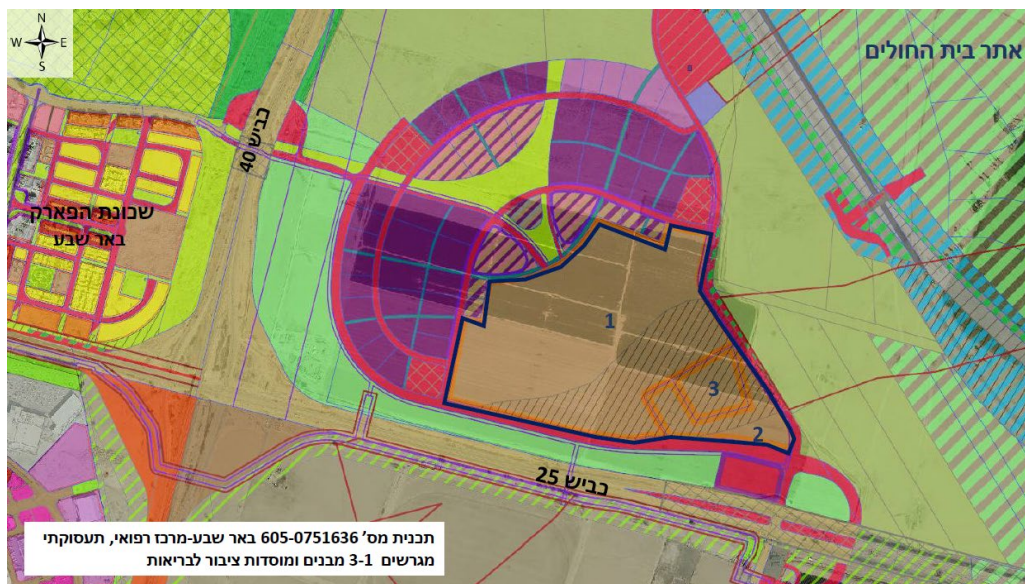 N
W E
S
אתר בית החולים
8
כביש 40
שכונת הפארק
באר שבע
1
3
2
כביש 25
תכנית מס' 605-0751636 באר שבע-מרכז רפואי, תעסוקתי
מגרשים 3-1 מבנים ומוסדות ציבור לבריאות